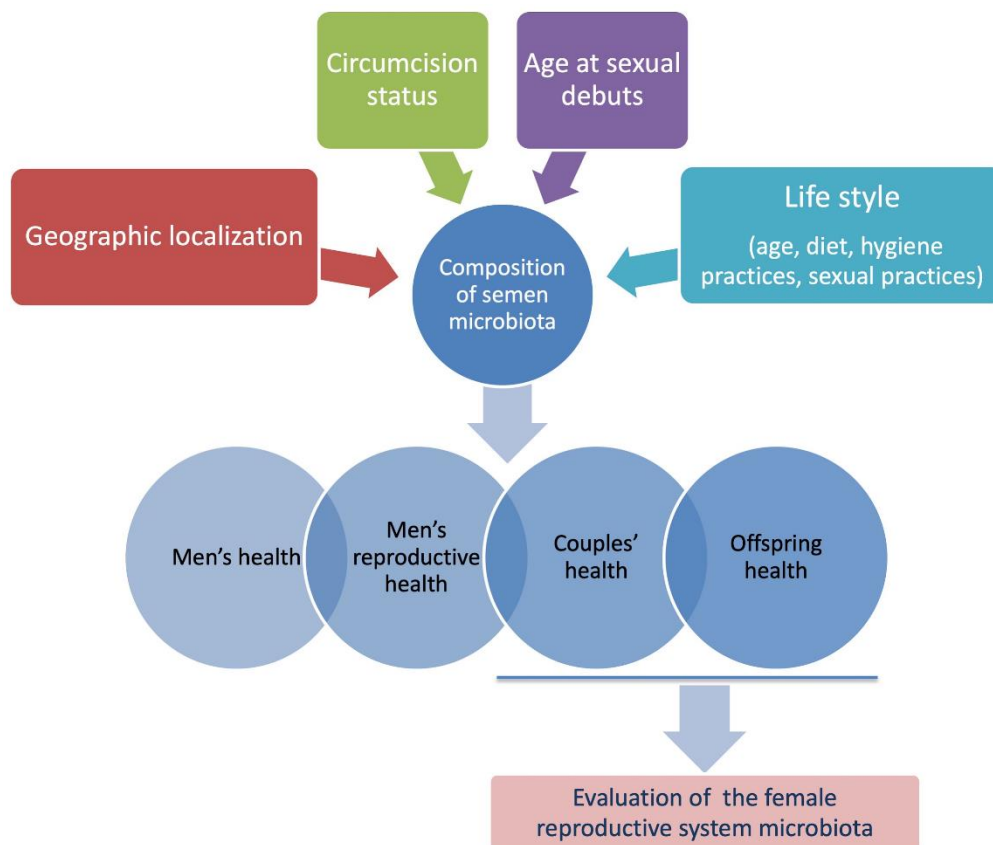 Circumcision
status
Age at sexual
debuts
Geographic localization
Life style
(age, diet, hygiene
practices, sexual practices)
Composition
of semen
microbiota
Men's health
Men's
reproductive
health
Couples'
health
Offspring
health
Evaluation of the female
reproductive system microbiota